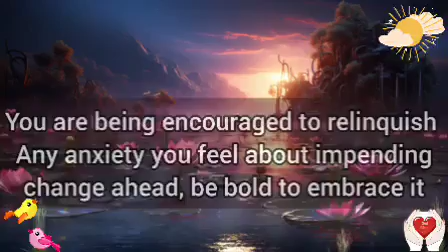 You are being encouraged to relinquish
Any anxiety you feel about impending
change ahead, be bold to embrace it